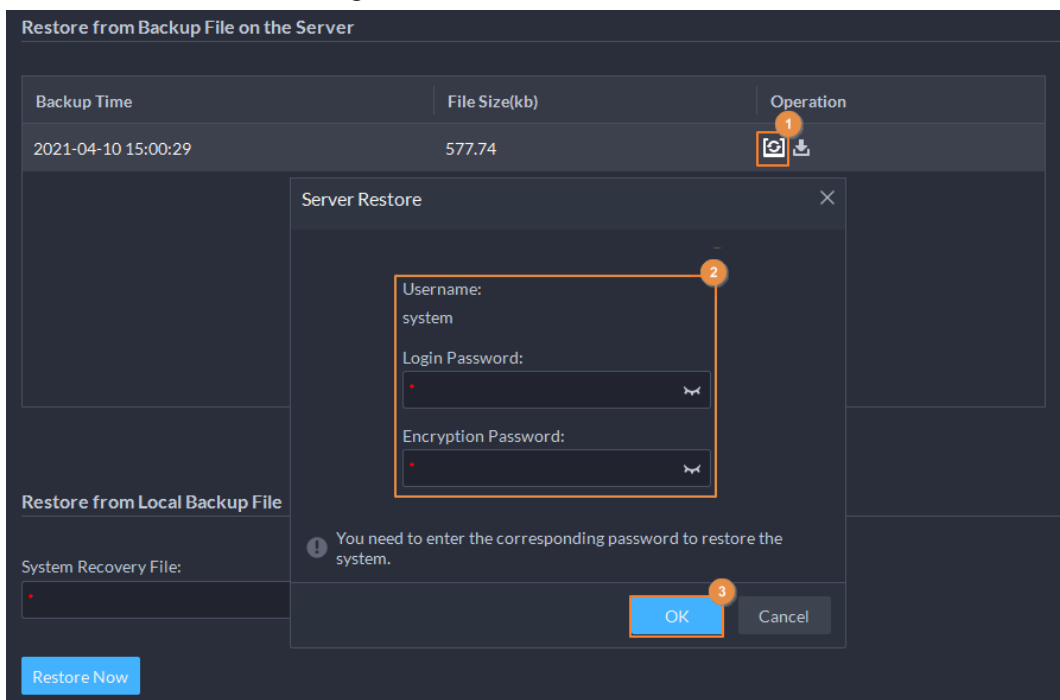 Restore from Backup File on the Server
Backup Time File Size(kb) Operation
1
2021-04-10 15:00:29 577.74
Server Restore
2
Username:
system
Login Password:
*
Encryption Password:
*
You need to enter the corresponding password to restore the
system.
3
OK Cancel
Restore from Local Backup File
System Recovery File:
*
Restore Now